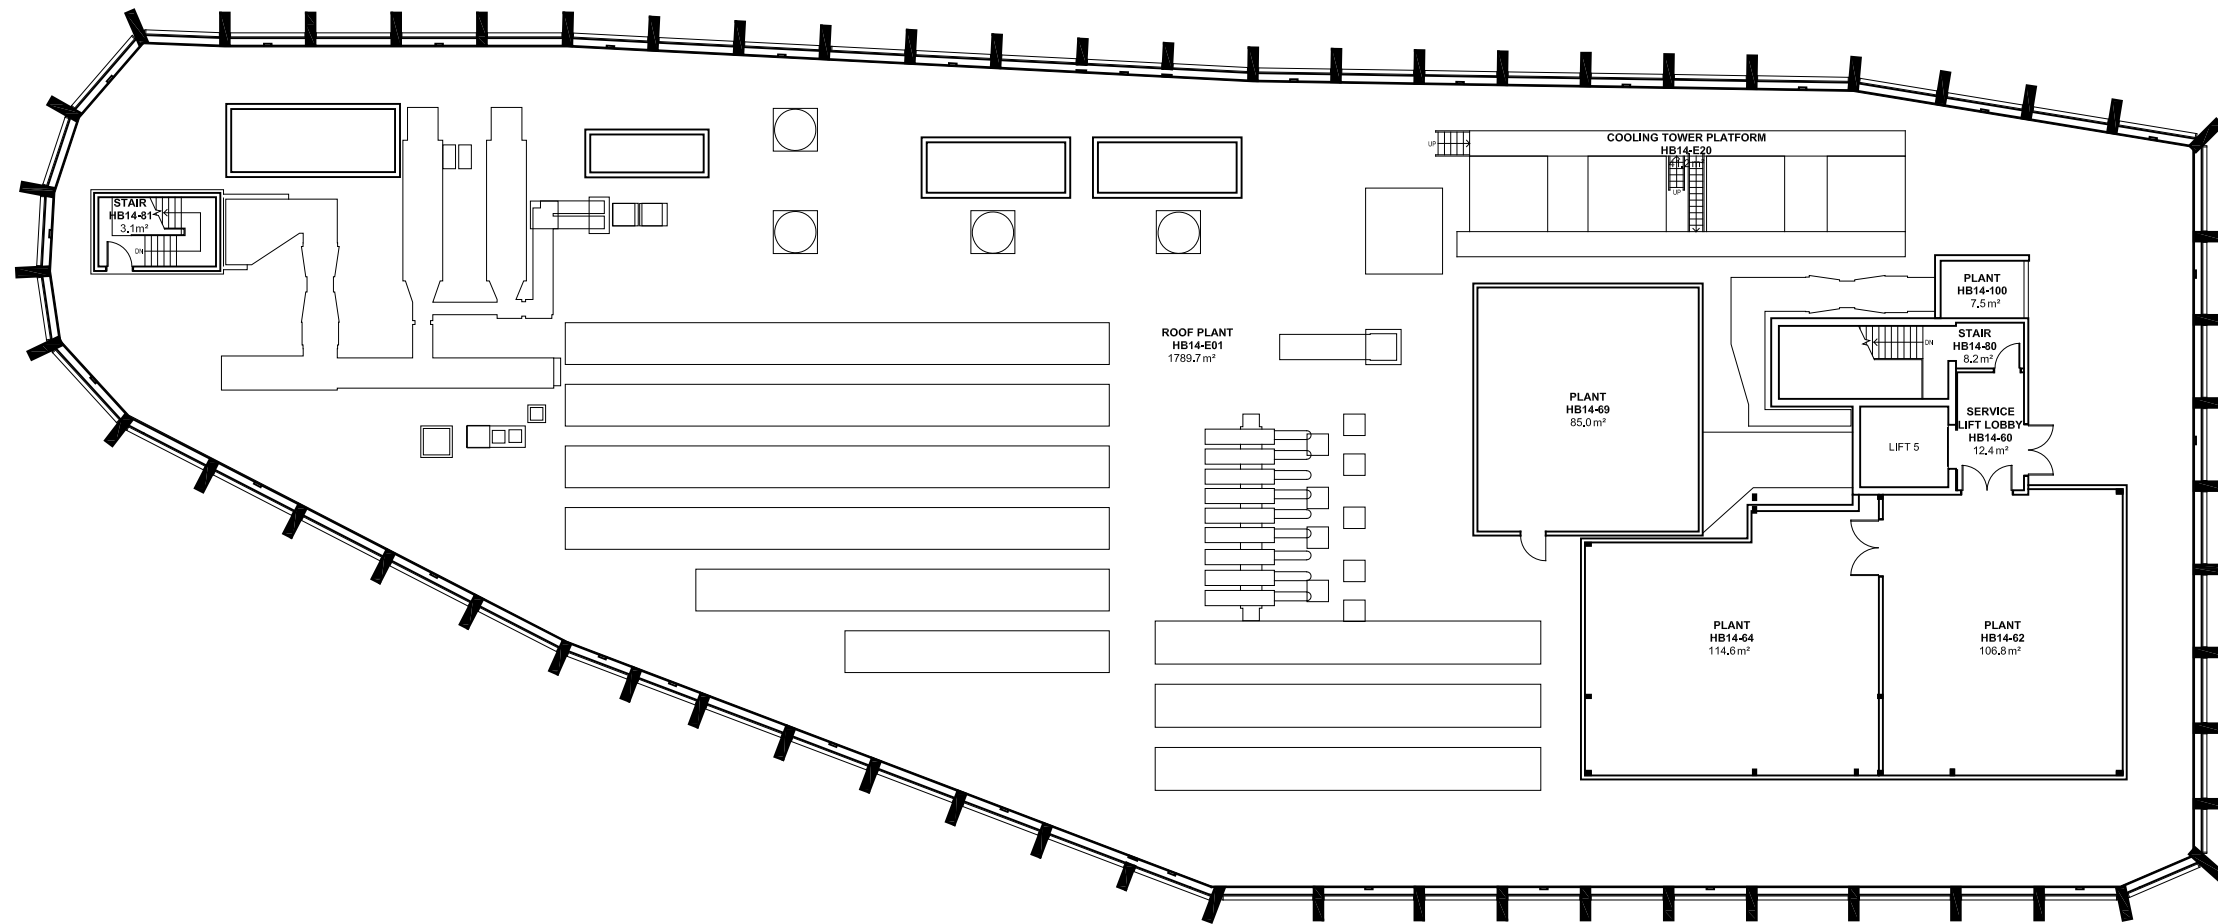 COOLING TOWER PLATFORM
HB14-E20
UP
UP
STAIR
HB14-81
3.1m²
DN
PLANT
HB14-100
7.5m²
ROOF PLANT
HB14-E01
1789.7m²
STAIR
HB14-80
8.2m²
DN
PLANT
HB14-69
85.0m²
SERVICE
LIFT LOBBY
HB14-60
12.4m²
LIFT 5
PLANT
HB14-64
114.6m²
PLANT
HB14-62
106.8m²